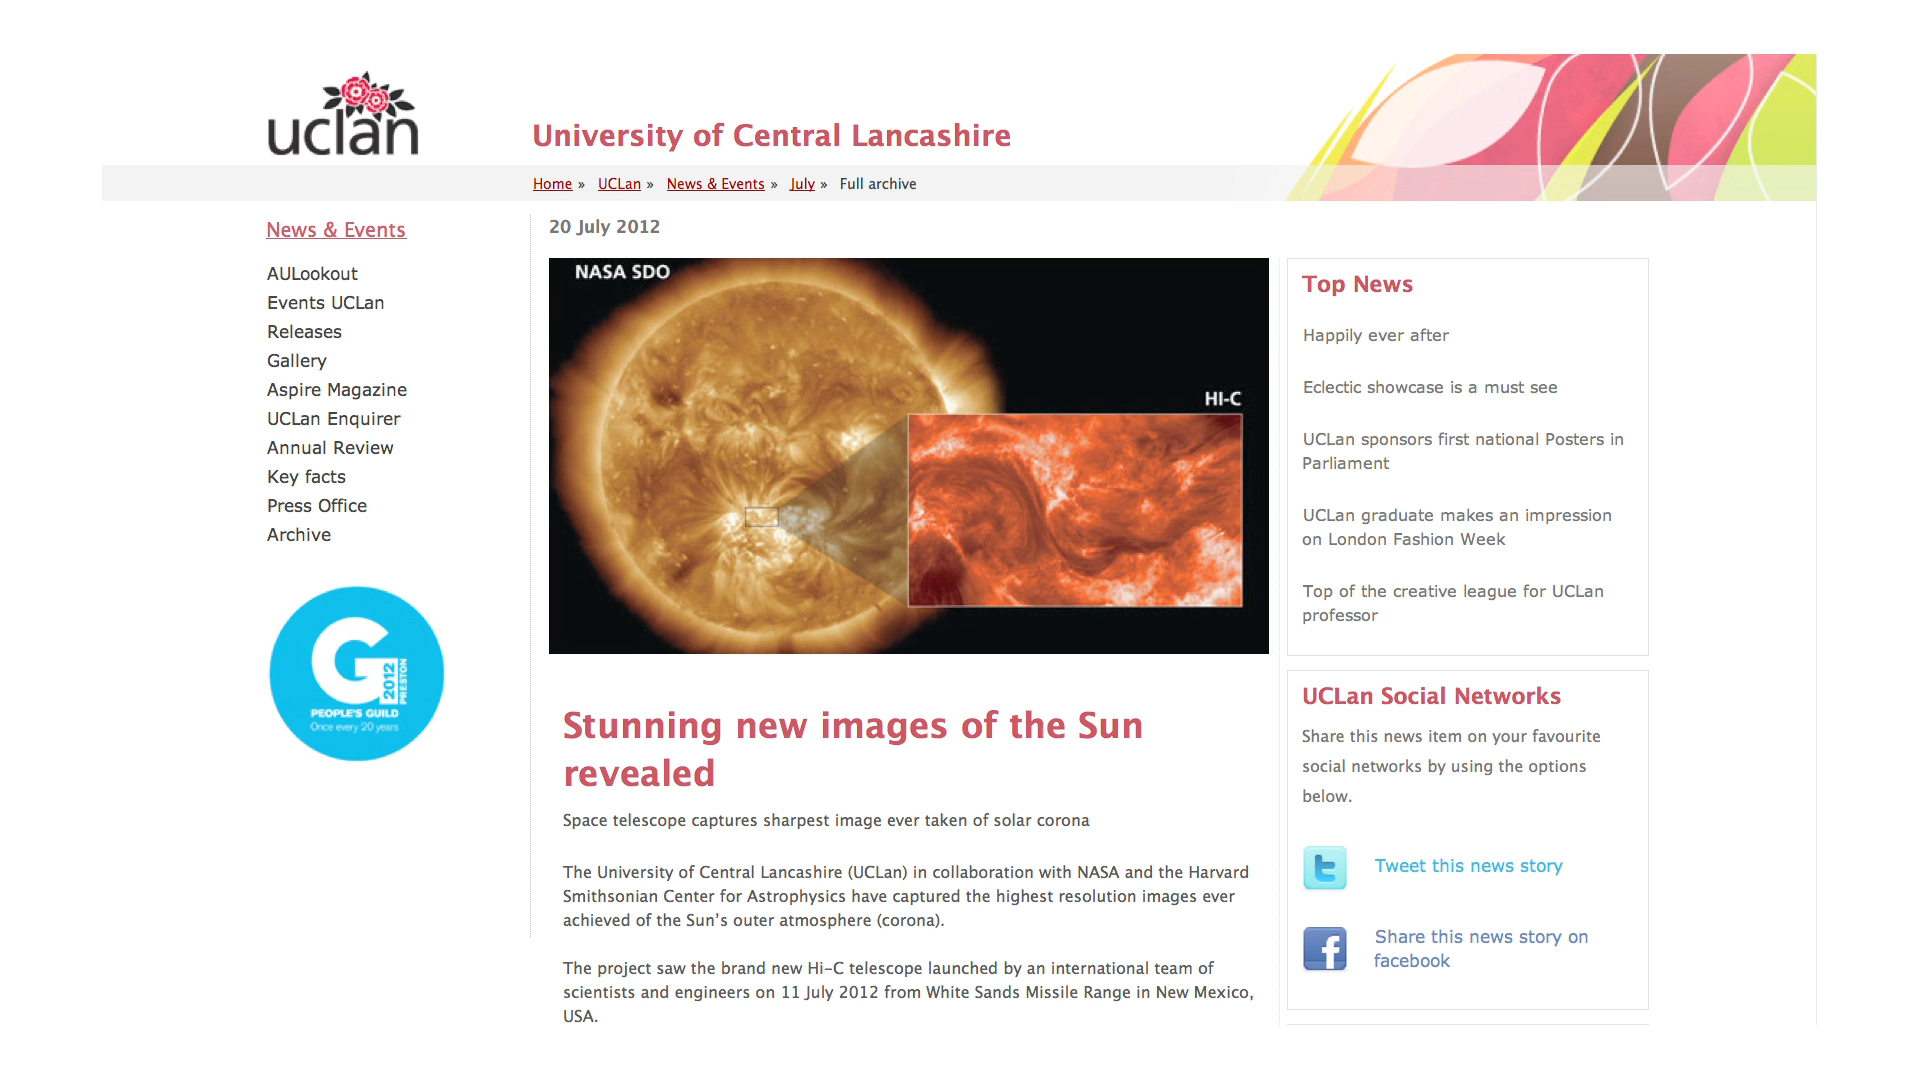 uclan
University of Central Lancashire
Home » UCLan » News & Events » July » Full archive
News & Events
AULookout
Events UCLan
Releases
Gallery
Aspire Magazine
UCLan Enquirer
Annual Review
Key facts
Press Office
Archive
G
2012
PRESTON
PEOPLE'S GUILD
Once every 20 years
20 July 2012
NASA SDO
HI-C
Stunning new images of the Sun
revealed
Space telescope captures sharpest image ever taken of solar corona
The University of Central Lancashire (UCLan) in collaboration with NASA and the Harvard
Smithsonian Center for Astrophysics have captured the highest resolution images ever
achieved of the Sun’s outer atmosphere (corona).
The project saw the brand new Hi-C telescope launched by an international team of
scientists and engineers on 11 July 2012 from White Sands Missile Range in New Mexico,
USA.
Top News
Happily ever after
Eclectic showcase is a must see
UCLan sponsors first national Posters in
Parliament
UCLan graduate makes an impression
on London Fashion Week
Top of the creative league for UCLan
professor
UCLan Social Networks
Share this news item on your favourite
social networks by using the options
below.
t
Tweet this news story
f
Share this news story on
facebook